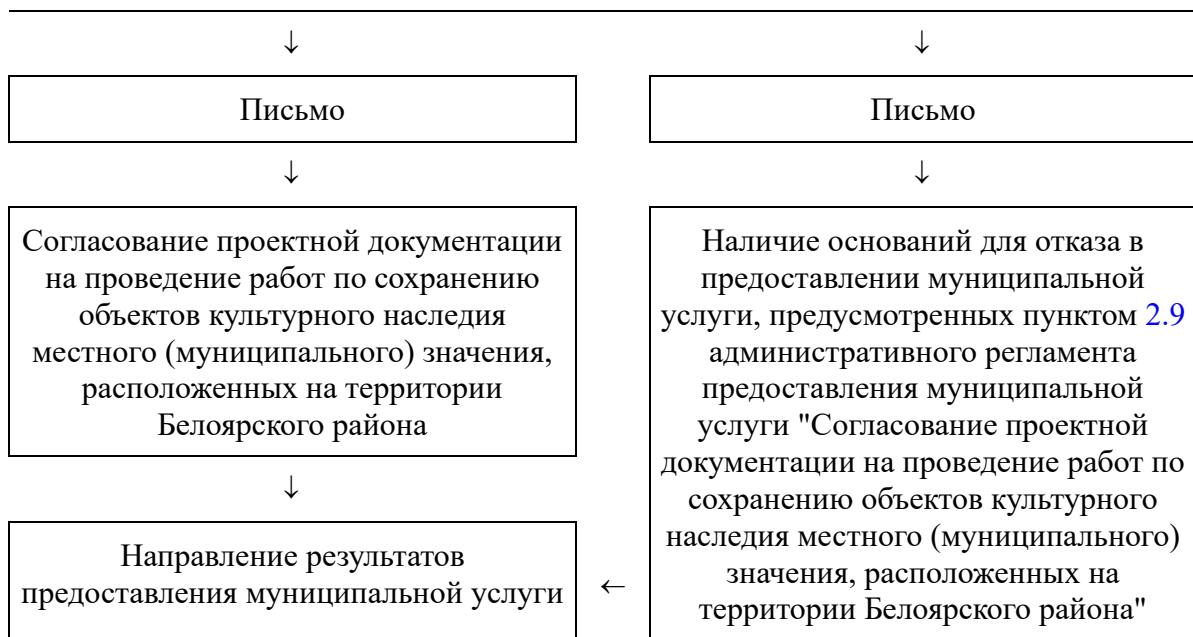 ↓ ↓
Письмо
Письмо
↓ ↓
Согласование проектной документации
на проведение работ по сохранению
объектов культурного наследия
местного (муниципального) значения,
расположенных на территории
Белоярского района
↓
Направление результатов
предоставления муниципальной услуги
←
Наличие оснований для отказа в
предоставлении муниципальной
услуги, предусмотренных пунктом 2.9
административного регламента
предоставления муниципальной
услуги "Согласование проектной
документации на проведение работ по
сохранению объектов культурного
наследия местного (муниципального)
значения, расположенных на
территории Белоярского района"